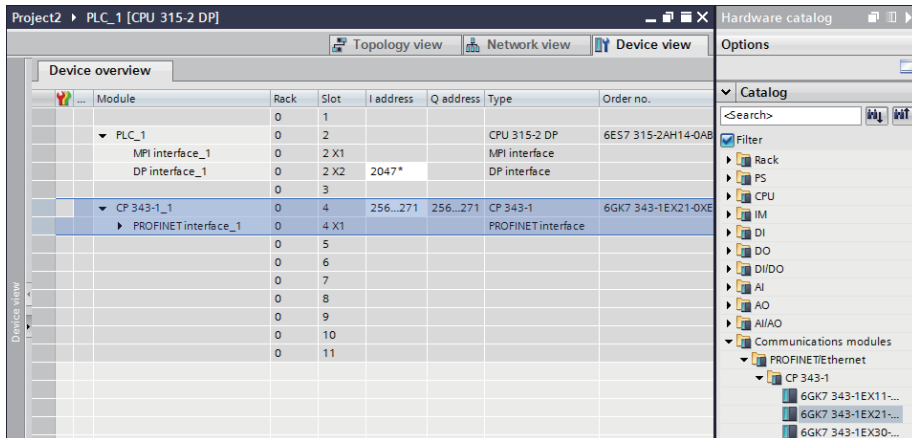 Project2 ▸ PLC_1 [CPU 315-2 DP]
Topology view Network view Device view
Device overview
... Module Rack Slot I address Q address Type Order no.
0 1
PLC_1 0 2 CPU 315-2 DP 6ES7 315-2AH14-0AB
MPI interface_1 0 2 X1 MPI interface
DP interface_1 0 2 X2 2047* DP interface
0 3
CP 343-1_1 0 4 256...271 256...271 CP 343-1 6GK7 343-1EX21-0XE
PROFINET interface_1 0 4 X1 PROFINET interface
0 5
0 6
0 7
0 8
0 9
0 10
0 11
Device view
Hardware catalog
Options
Catalog
<Search>
Filter
Rack
PS
CPU
IM
DI
DO
DI/DO
AI
AO
AI/AO
Communications modules
PROFINET/Ethernet
CP 343-1
6GK7 343-1EX11-...
6GK7 343-1EX21-...
6GK7 343-1EX30-...